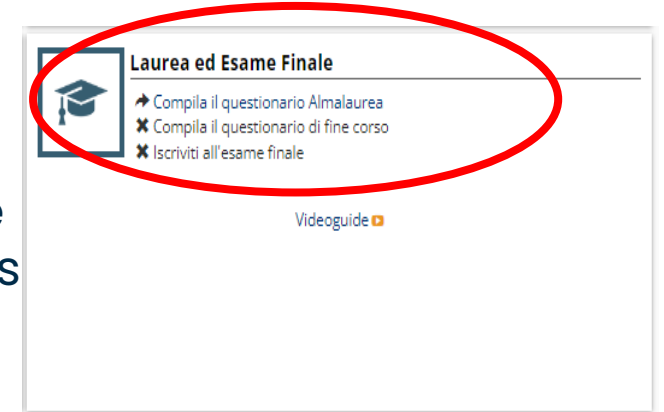 Laurea ed Esame Finale
Compila il questionario Almalaurea
Compila il questionario di fine corso
Iscriviti all'esame finale
e
Videoguide
s